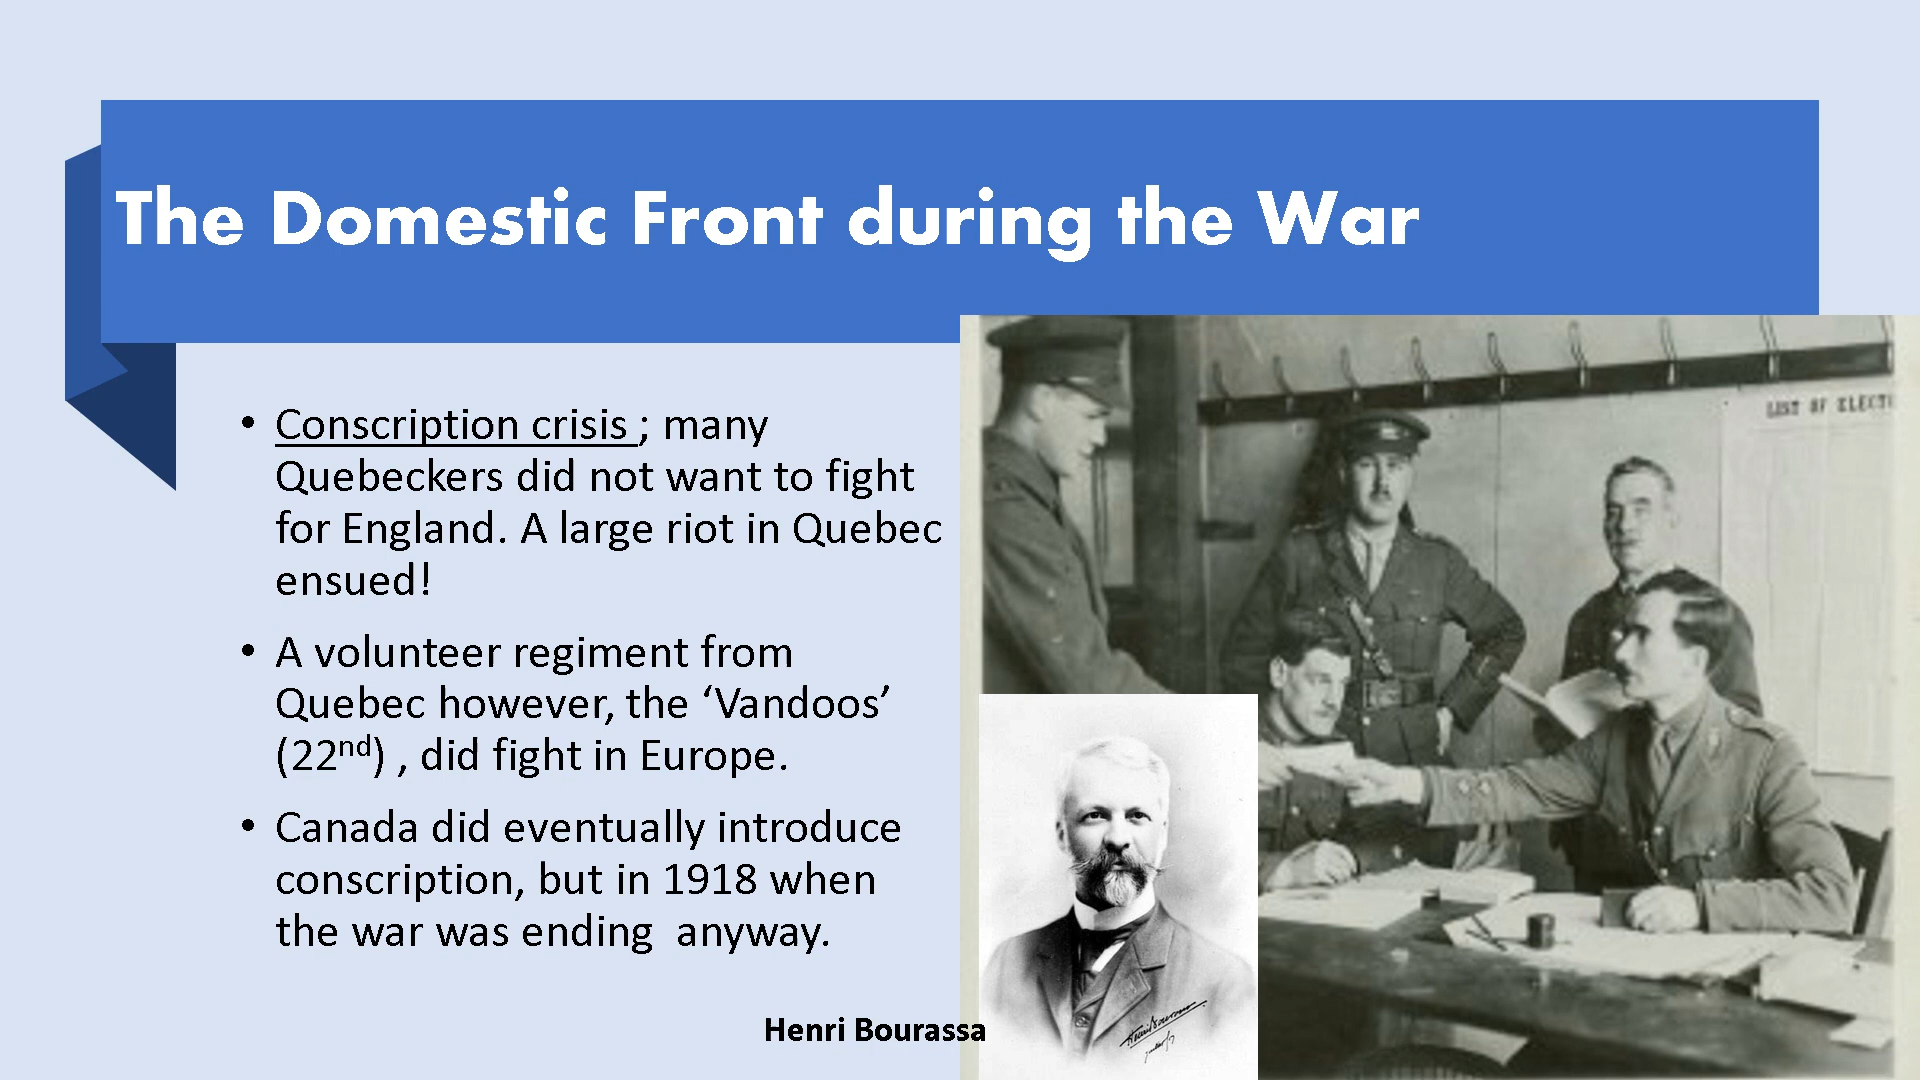 The Domestic Front during the War
LIST OF ELECT
• Conscription crisis ; many
Quebeckers did not want to fight
for England. A large riot in Quebec
ensued!
• A volunteer regiment from
Quebec however, the ‘Vandoos’
(22nd) , did fight in Europe.
• Canada did eventually introduce
conscription, but in 1918 when
the war was ending  anyway.
Henri Bourassa
Henri Bourassa